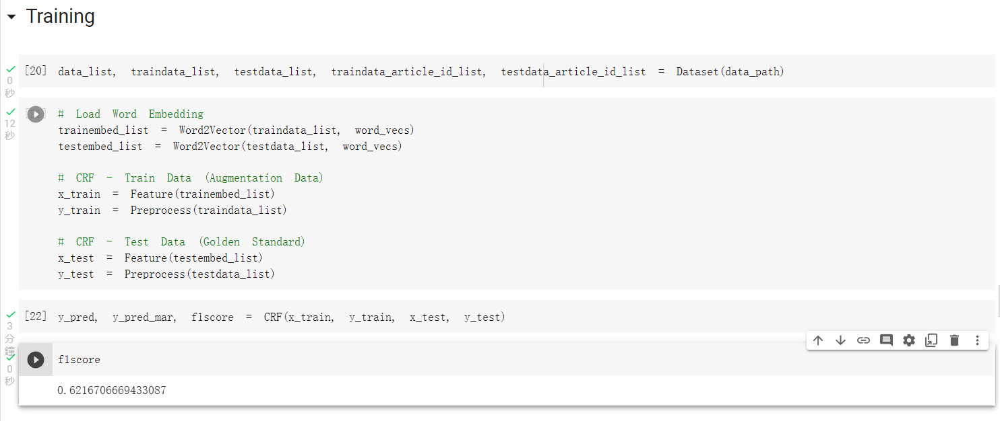 Training
[20] data_list, traindata_list, testdata_list, traindata_article_id_list, testdata_article_id_list = Dataset(data_path)
0
秒
12
秒
# Load Word Embedding
trainembed_list = Word2Vector(traindata_list, word_vecs)
testembed_list = Word2Vector(testdata_list, word_vecs)
# CRF - Train Data (Augmentation Data)
x_train = Feature(trainembed_list)
y_train = Preprocess(traindata_list)
# CRF - Test Data (Golden Standard)
x_test = Feature(testembed_list)
y_test = Preprocess(testdata_list)
[22] y_pred, y_pred_mar, f1score = CRF(x_train, y_train, x_test, y_test)
3
分
鐘
0
秒
f1score
0.6216706669433087